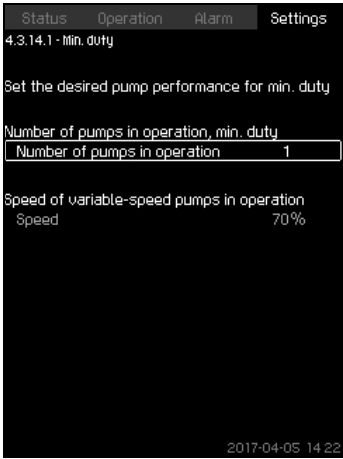 Status Operation Alarm Settings
4.3.14.1 - Min. duty
Set the desired pump performance for min. duty
Number of pumps in operation, min. duty
Number of pumps in operation 1
Speed of variable-speed pumps in operation
Speed 70%
2017-04-05 14 22